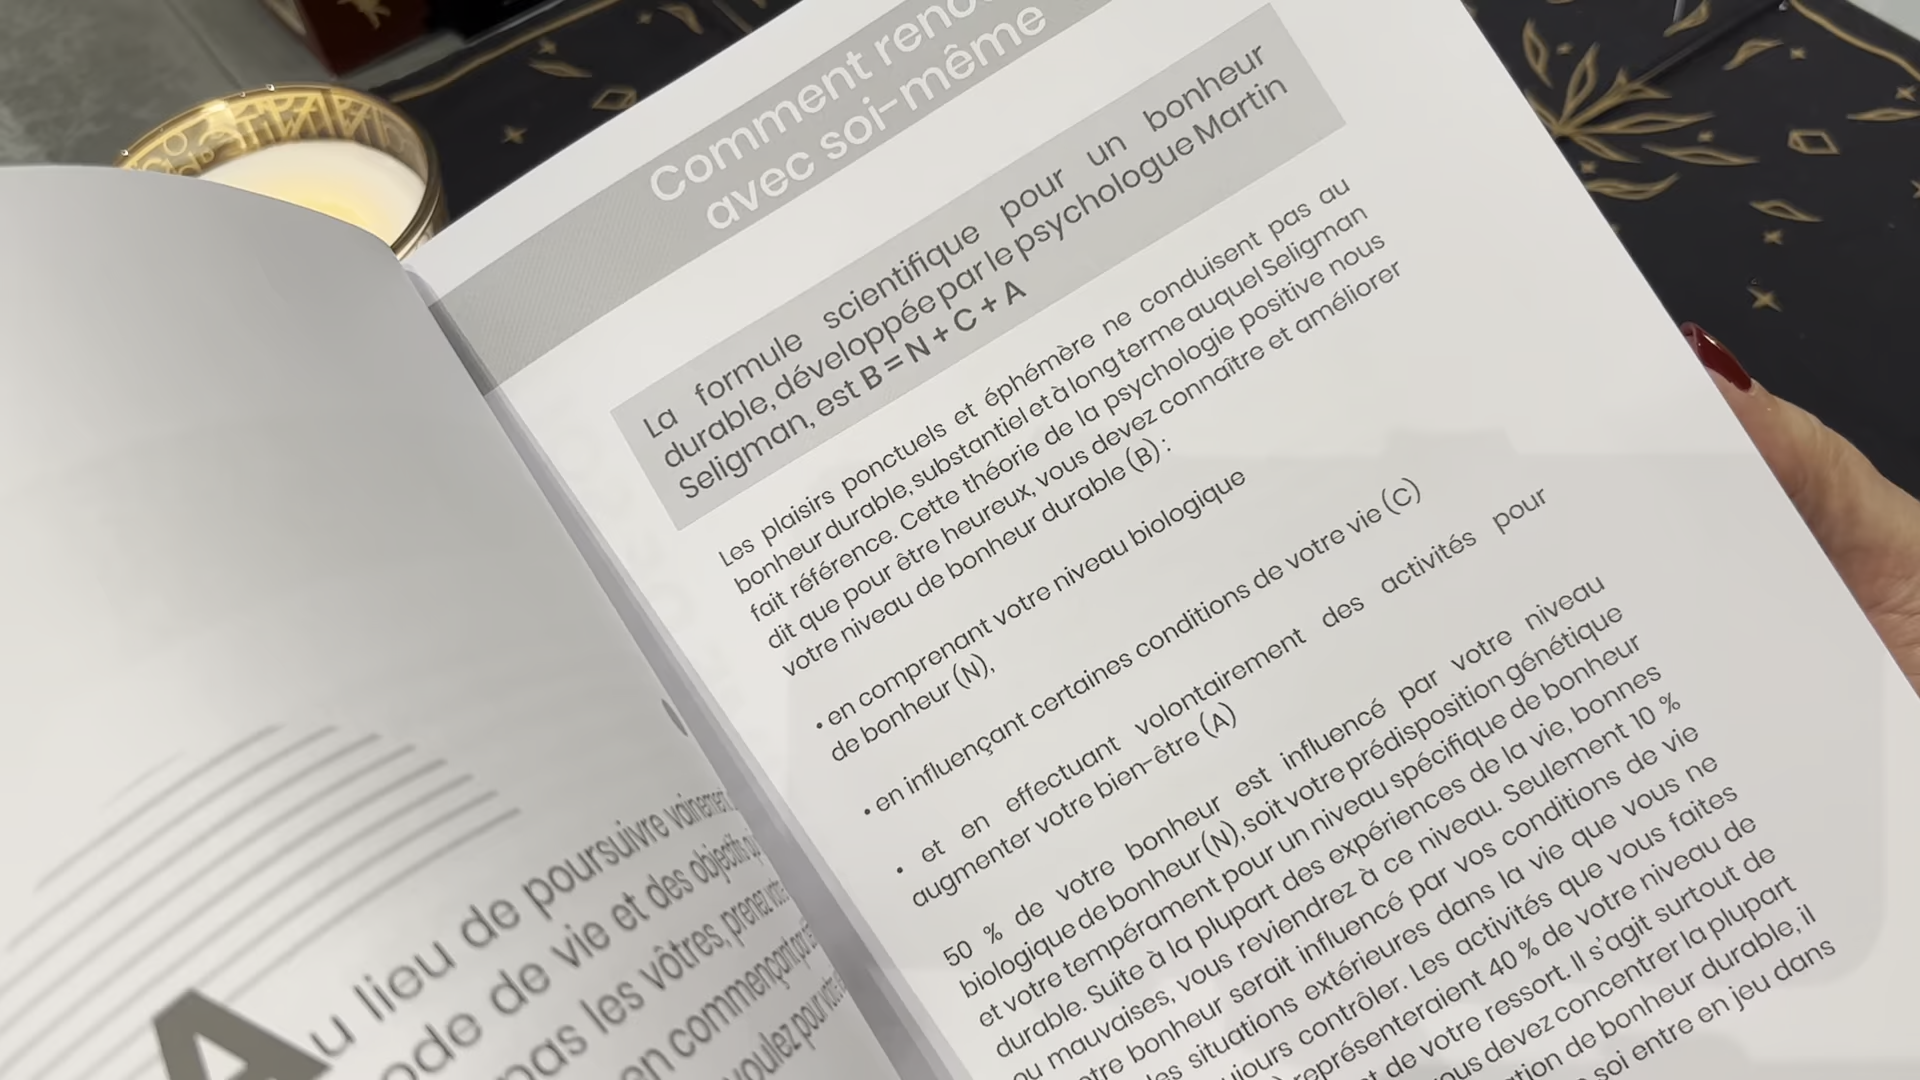 Au lieu de poursuivre vainement
ode de vie et des objectifs
pas les vôtres, prenez
en commençant
voulez pour
Comment
avec soi-même
La formule scientifique pour un bonheur
durable, développée par le psychologue Martin
Seligman, est B = N + C + A
Les plaisirs ponctuels et éphémère ne conduisent pas au
bonheur durable, substantiel et à long terme auquel Seligman
fait référence. Cette théorie de la psychologie positive nous
dit que pour être heureux, vous devez connaître et améliorer
votre niveau de bonheur durable (B) :
• en comprenant votre niveau biologique
de bonheur (N),
• en influençant certaines conditions de votre vie (C)
• et en effectuant volontairement des activités pour
augmenter votre bien-être (A)
50 % de votre bonheur est influencé par votre niveau
biologique de bonheur (N), soit votre prédisposition génétique
et votre tempérament pour un niveau spécifique de bonheur
durable. Suite à la plupart des expériences de la vie, bonnes
ou mauvaises, vous reviendrez à ce niveau. Seulement 10 %
otre bonheur serait influencé par vos conditions de vie
les situations extérieures dans la vie que vous ne
ujours contrôler. Les activités que vous faites
représenteraient 40 % de votre niveau de
t de votre ressort. Il s'agit surtout de
ous devez concentrer la plupart
ation de bonheur durable, il
soi entre en jeu dans